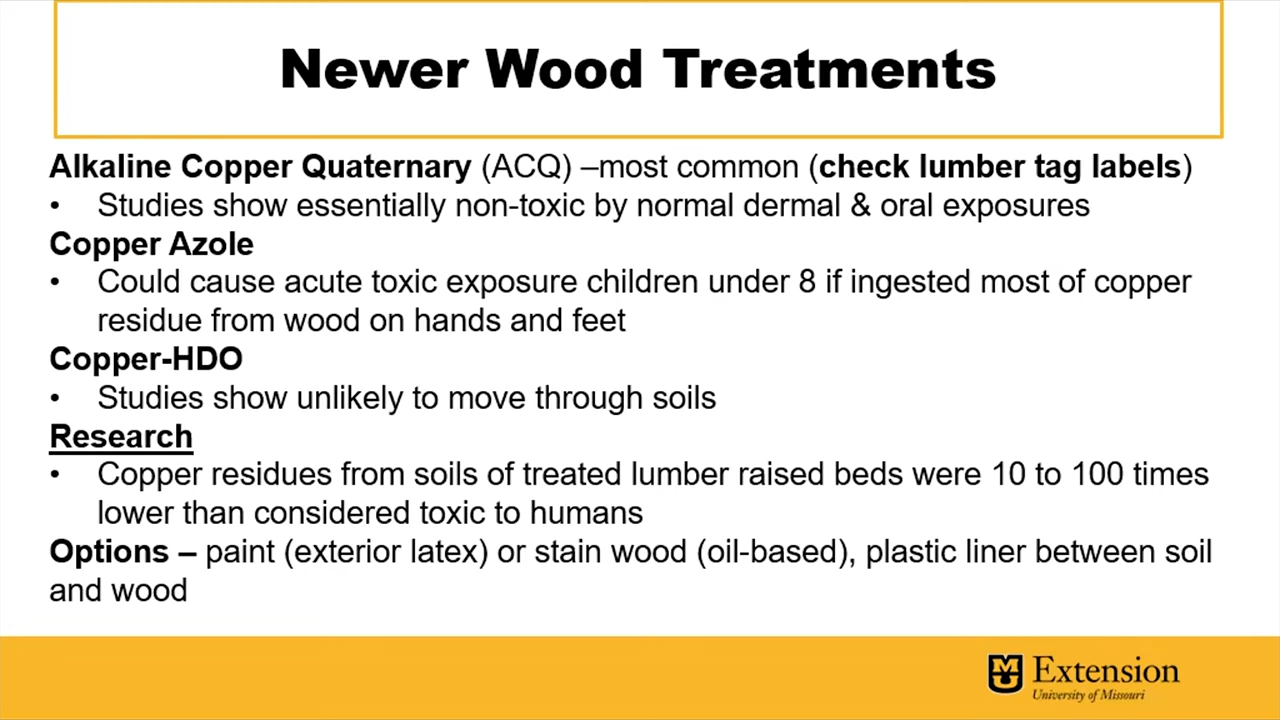 Newer Wood Treatments
Alkaline Copper Quaternary (ACQ) –most common (check lumber tag labels)
• Studies show essentially non-toxic by normal dermal & oral exposures
Copper Azole
• Could cause acute toxic exposure children under 8 if ingested most of copper
residue from wood on hands and feet
Copper-HDO
• Studies show unlikely to move through soils
Research
• Copper residues from soils of treated lumber raised beds were 10 to 100 times
lower than considered toxic to humans
Options – paint (exterior latex) or stain wood (oil-based), plastic liner between soil
and wood
MU Extension
University of Missouri